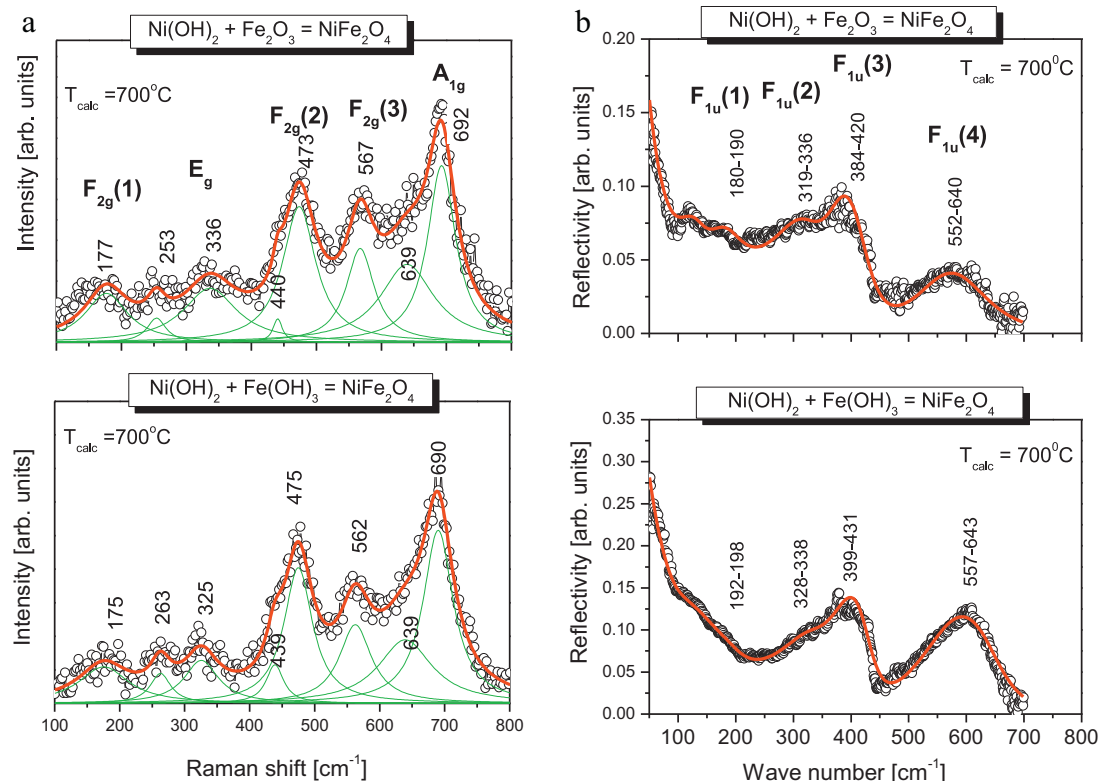 a
Ni(OH)₂ + Fe₂O₃ = NiFe₂O₄
Intensity [arb. units]
T_calc =700°C
F₂g(1)
E_g
F₂g(2)
F₂g(3)
A₁g
177
253
336
440
473
567
639
692
Ni(OH)₂ + Fe(OH)₃ = NiFe₂O₄
Intensity [arb. units]
T_calc =700°C
175
263
325
439
475
562
639
690
100 200 300 400 500 600 700 800
Raman shift [cm⁻¹]
b
Ni(OH)₂ + Fe₂O₃ = NiFe₂O₄
Reflectivity [arb. units]
0.20
0.15
0.10
0.05
0.00
T_calc = 700⁰C
F₁u(1)
F₁u(2)
F₁u(3)
F₁u(4)
180-190
319-336
384-420
552-640
Ni(OH)₂ + Fe(OH)₃ = NiFe₂O₄
Reflectivity [arb. units]
0.35
0.30
0.25
0.20
0.15
0.10
0.05
0.00
T_calc = 700⁰C
192-198
328-338
399-431
557-643
100 200 300 400 500 600 700 800
Wave number [cm⁻¹]